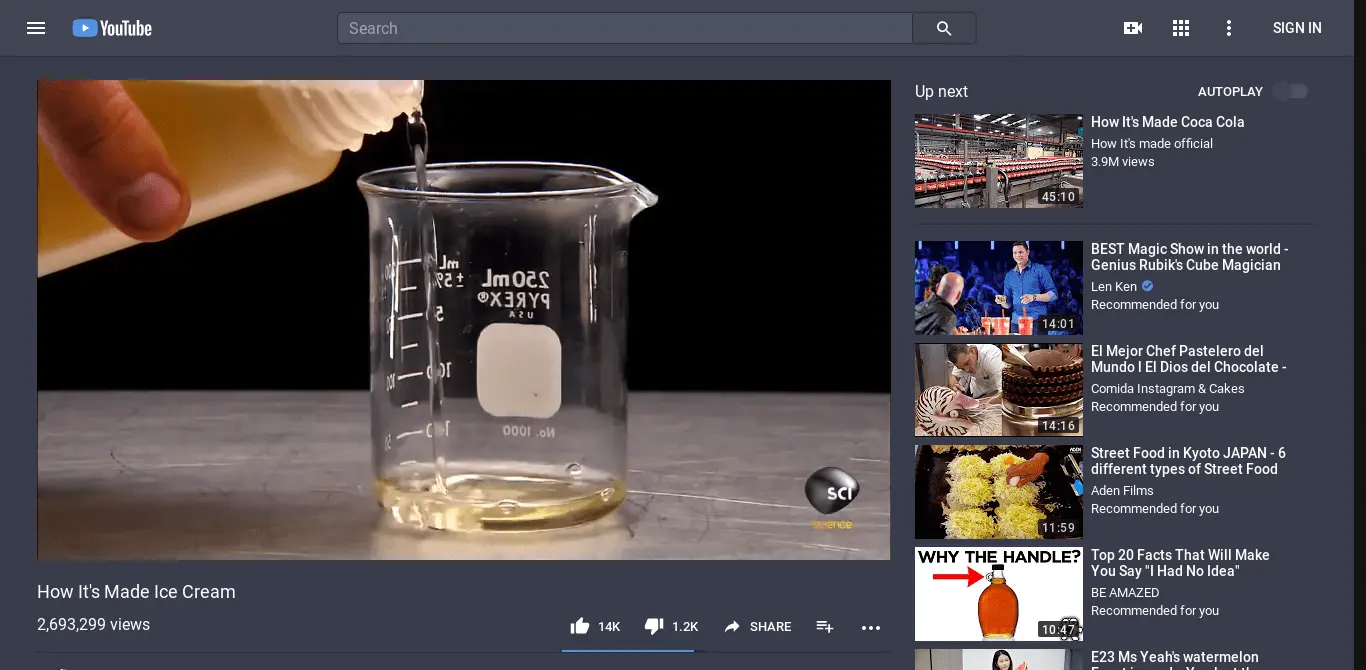 YouTube
Search
SIGN IN
mL
±5%
250mL
PYREX®
USA
No. 1000
SCI
science
How It's Made Ice Cream
2,693,299 views
14K
1.2K
SHARE
Up next
AUTOPLAY
45:10
How It's Made Coca Cola
How It's made official
3.9M views
14:01
BEST Magic Show in the world -
Genius Rubik's Cube Magician
Len Ken
Recommended for you
14:16
El Mejor Chef Pastelero del
Mundo l El Dios del Chocolate -
Comida Instagram & Cakes
Recommended for you
11:59
Street Food in Kyoto JAPAN - 6
different types of Street Food
Aden Films
Recommended for you
WHY THE HANDLE?
10:47
Top 20 Facts That Will Make
You Say "I Had No Idea"
BE AMAZED
Recommended for you
E23 Ms Yeah's watermelon